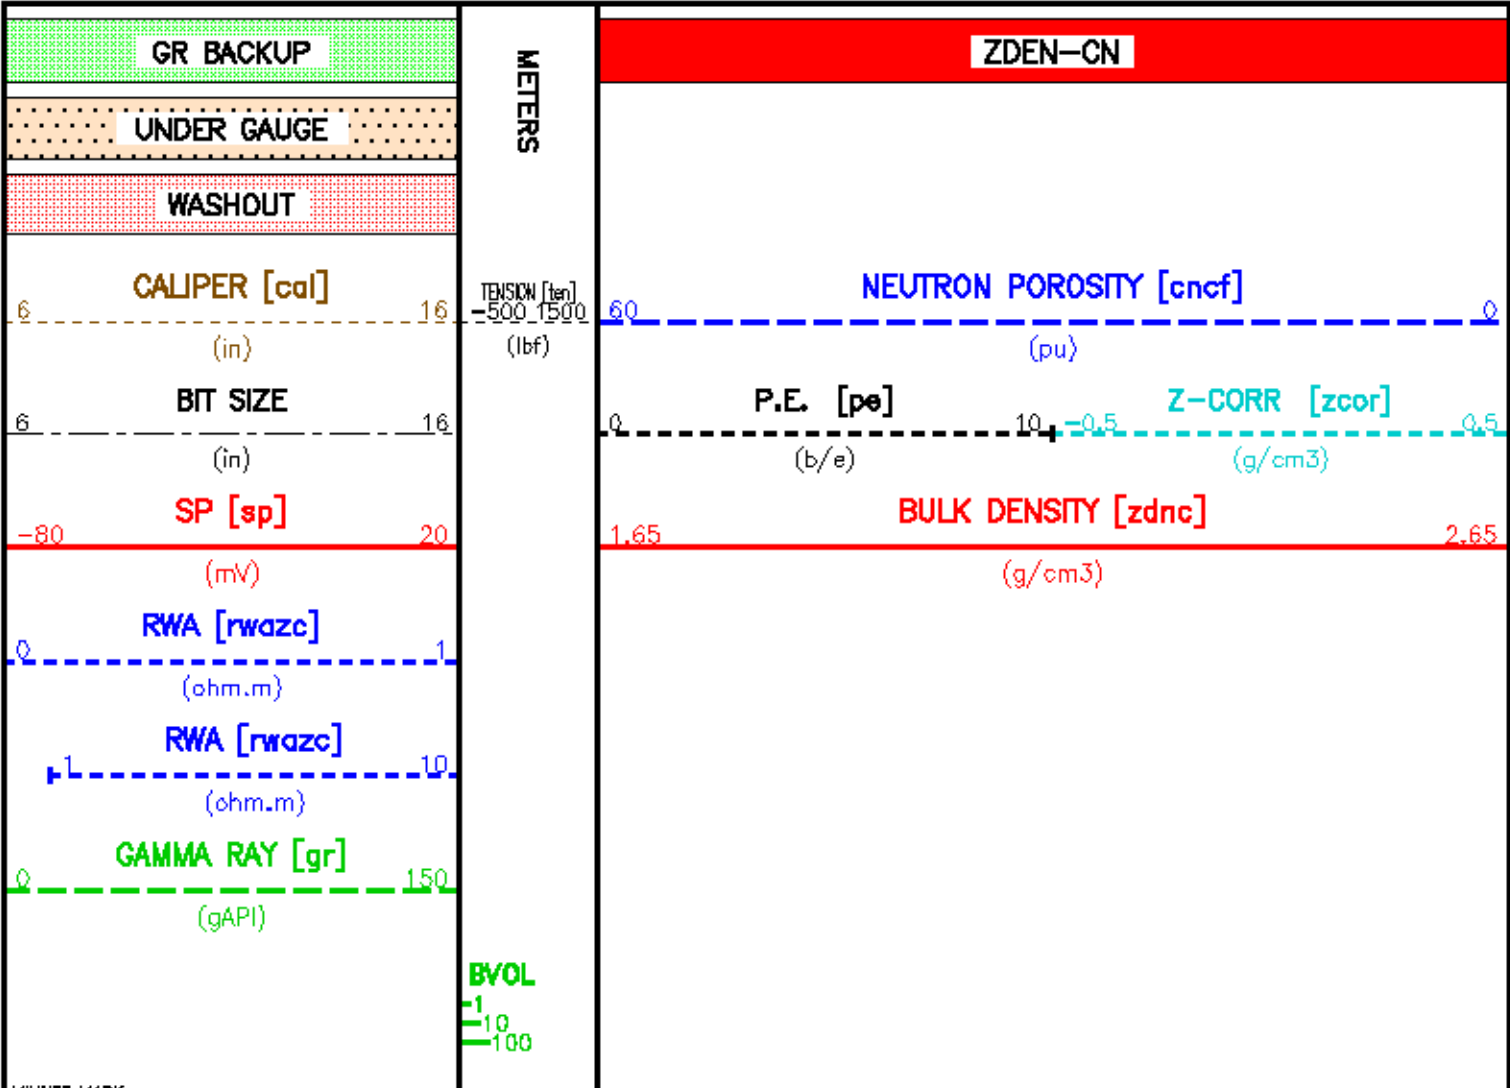 GR BACKUP
UNDER GAUGE
WASHOUT
CALIPER [cal]
6 16
(in)
BIT SIZE
6 16
(in)
SP [sp]
-80 20
(mV)
RWA [rwazc]
0 1
(ohm.m)
RWA [rwazc]
1 10
(ohm.m)
GAMMA RAY [gr]
0 150
(gAPI)
METERS
TENSION [ten]
-500 1500
(lbf)
BVOL
1
10
100
ZDEN-CN
NEUTRON POROSITY [cncf]
60 0
(pu)
P.E. [pe] Z-CORR [zcor]
0 10 -0.5 0.5
(b/e) (g/cm3)
BULK DENSITY [zdnc]
1.65 2.65
(g/cm3)